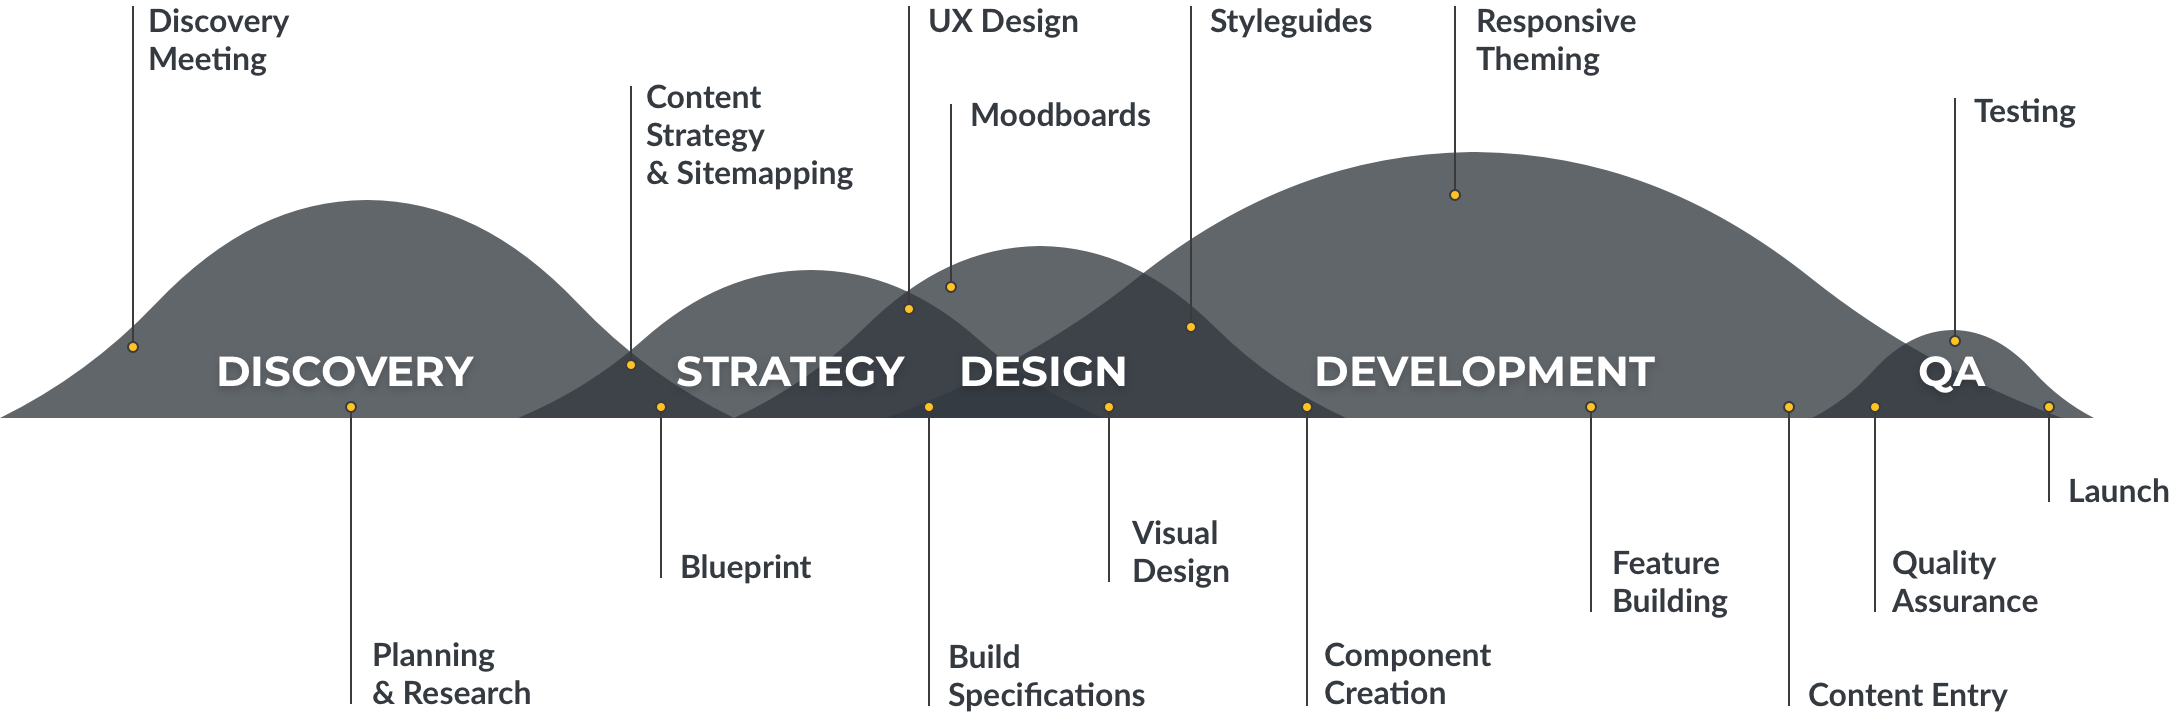 Discovery
Meeting
Content
Strategy
& Sitemapping
UX Design
Moodboards
Styleguides
Responsive
Theming
Testing
DISCOVERY
STRATEGY
DESIGN
DEVELOPMENT
QA
Planning
& Research
Blueprint
Build
Specifications
Visual
Design
Component
Creation
Feature
Building
Content Entry
Quality
Assurance
Launch